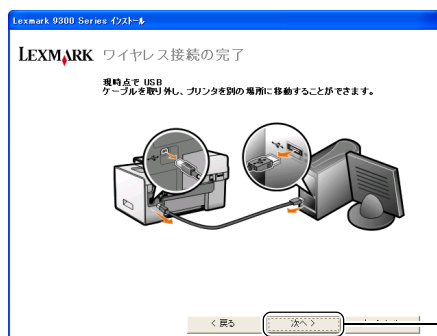 Lexmark 9300 Series インストール
LEXMARK ワイヤレス接続の完了
現時点で USB
ケーブルを取り外し、プリンタを別の場所に移動することができます。
< 戻る 次へ >